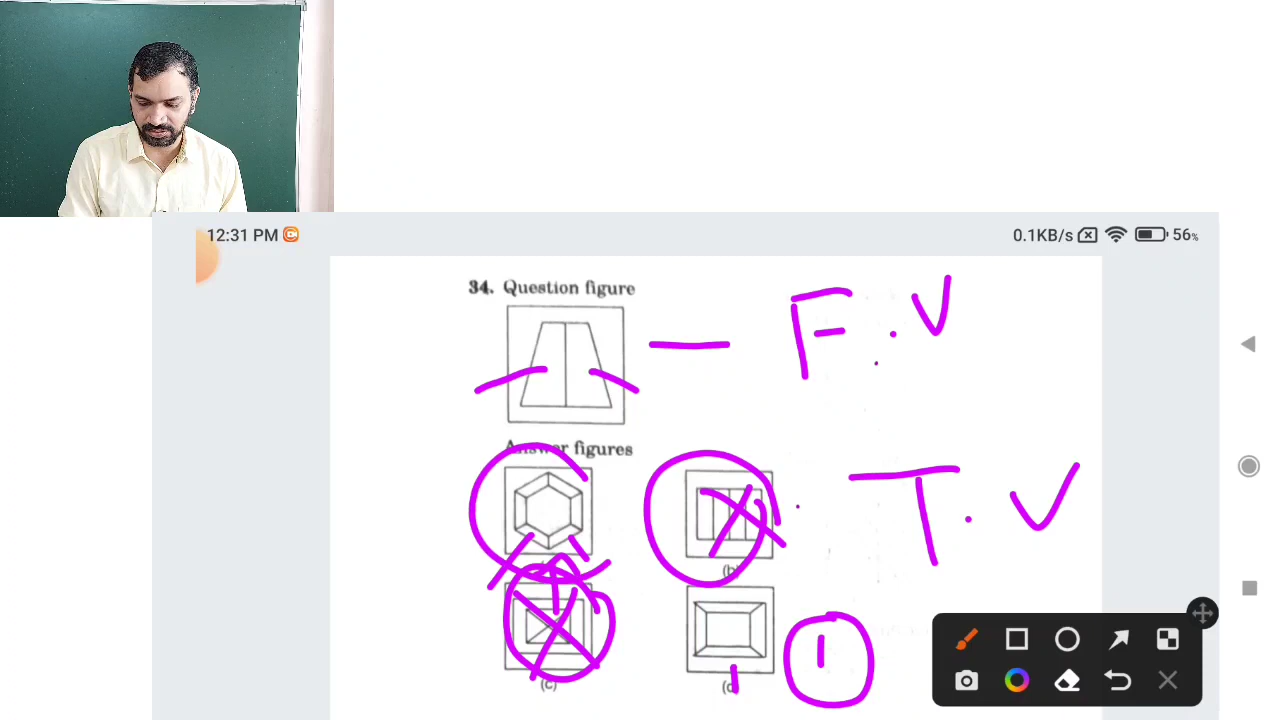 12:31 PM
0.1KB/s
56%
34. Question figure
F.V
Answer figures
T.V
(b)
(c)
1